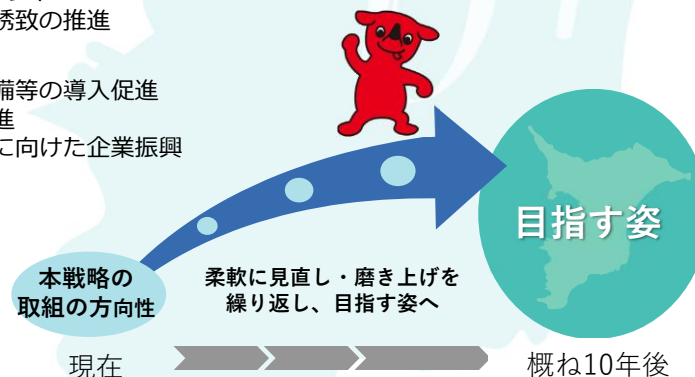 誘致の推進
備等の導入促進
進
に向けた企業振興
目指す姿
本戦略の
取組の方向性
柔軟に見直し・磨き上げを
繰り返し、目指す姿へ
現在
概ね10年後